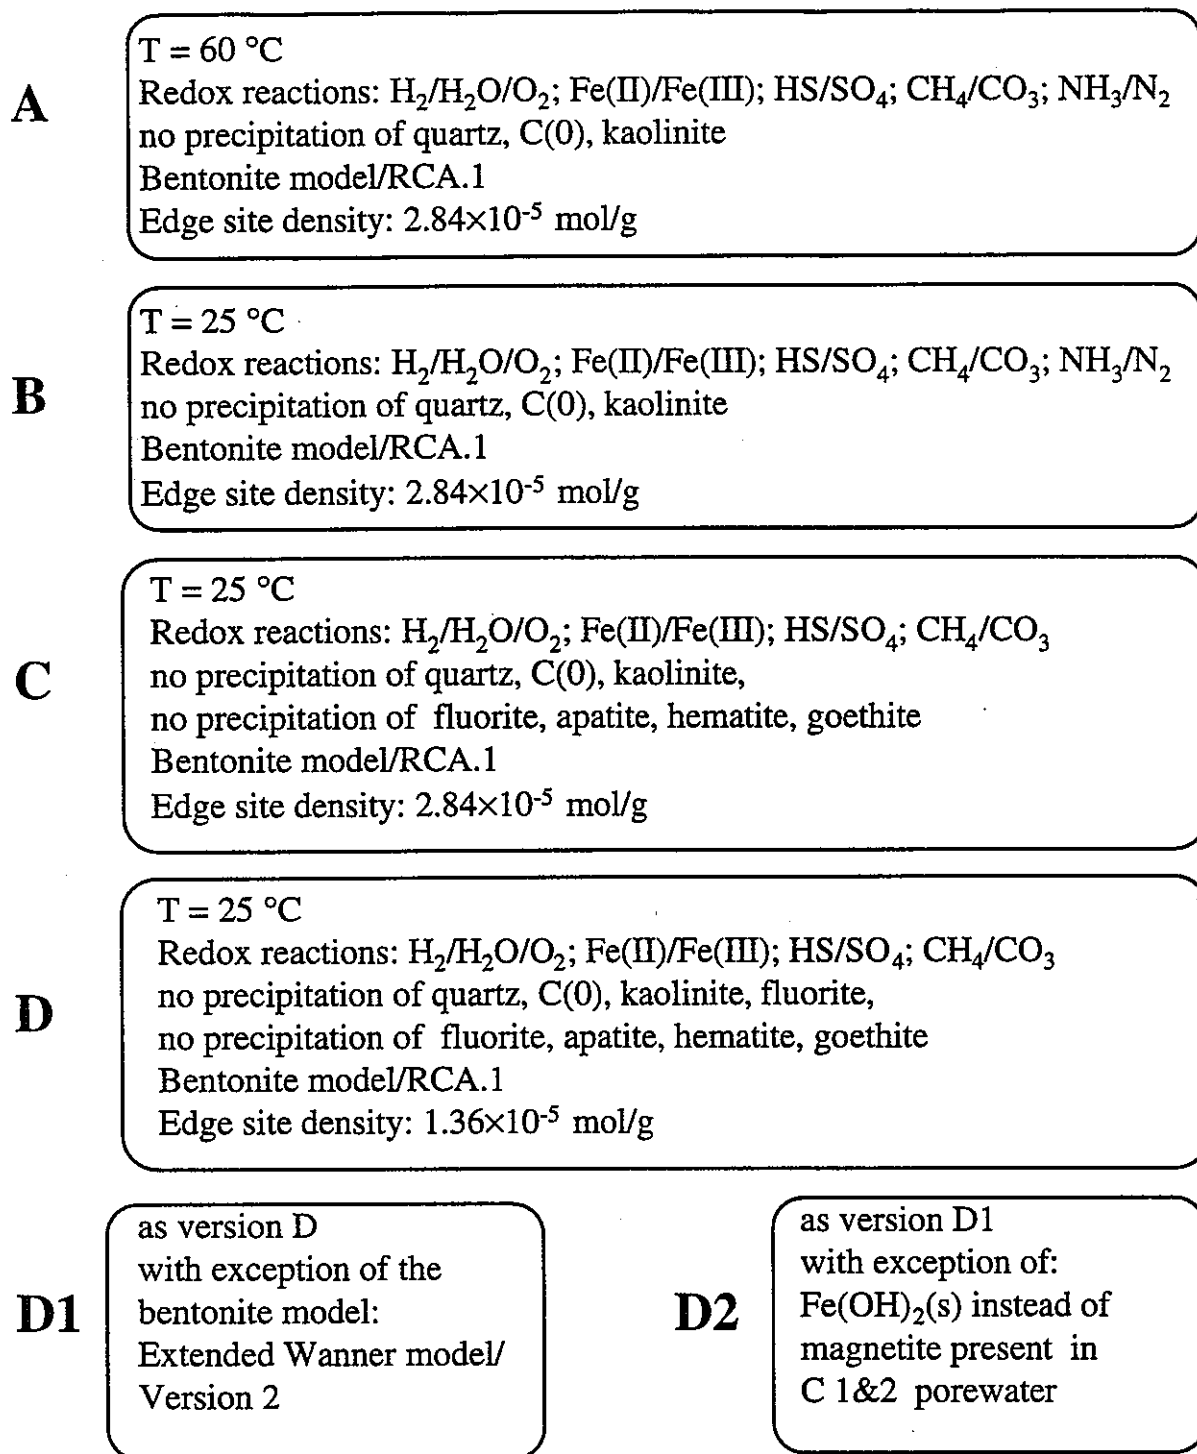 A
T = 60 °C
Redox reactions: H₂/H₂O/O₂; Fe(II)/Fe(III); HS/SO₄; CH₄/CO₃; NH₃/N₂
no precipitation of quartz, C(0), kaolinite
Bentonite model/RCA.1
Edge site density: 2.84×10⁻⁵ mol/g
B
T = 25 °C
Redox reactions: H₂/H₂O/O₂; Fe(II)/Fe(III); HS/SO₄; CH₄/CO₃; NH₃/N₂
no precipitation of quartz, C(0), kaolinite
Bentonite model/RCA.1
Edge site density: 2.84×10⁻⁵ mol/g
C
T = 25 °C
Redox reactions: H₂/H₂O/O₂; Fe(II)/Fe(III); HS/SO₄; CH₄/CO₃
no precipitation of quartz, C(0), kaolinite,
no precipitation of fluorite, apatite, hematite, goethite
Bentonite model/RCA.1
Edge site density: 2.84×10⁻⁵ mol/g
D
T = 25 °C
Redox reactions: H₂/H₂O/O₂; Fe(II)/Fe(III); HS/SO₄; CH₄/CO₃
no precipitation of quartz, C(0), kaolinite, fluorite,
no precipitation of fluorite, apatite, hematite, goethite
Bentonite model/RCA.1
Edge site density: 1.36×10⁻⁵ mol/g
D1
as version D
with exception of the
bentonite model:
Extended Wanner model/
Version 2
D2
as version D1
with exception of:
Fe(OH)₂(s) instead of
magnetite present in
C 1&2 porewater